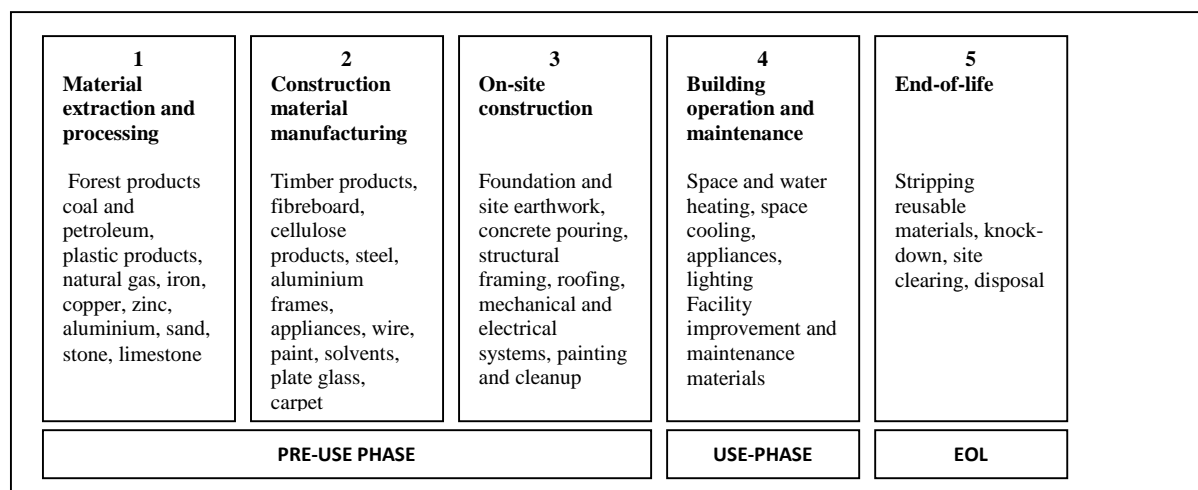 1
Material
extraction and
processing
Forest products
coal and
petroleum,
plastic products,
natural gas, iron,
copper, zinc,
aluminium, sand,
stone, limestone
2
Construction
material
manufacturing
Timber products,
fibreboard,
cellulose
products, steel,
aluminium
frames,
appliances, wire,
paint, solvents,
plate glass,
carpet
3
On-site
construction
Foundation and
site earthwork,
concrete pouring,
structural
framing, roofing,
mechanical and
electrical
systems, painting
and cleanup
4
Building
operation and
maintenance
Space and water
heating, space
cooling,
appliances,
lighting
Facility
improvement and
maintenance
materials
5
End-of-life
Stripping
reusable
materials, knock-
down, site
clearing, disposal
PRE-USE PHASE
USE-PHASE
EOL